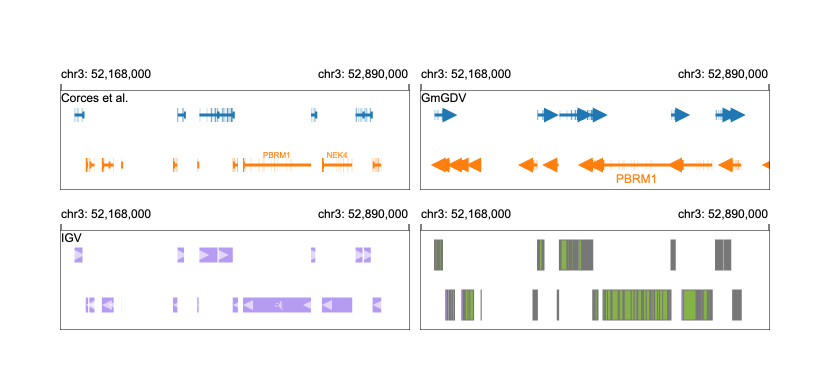 chr3: 52,168,000 chr3: 52,890,000 chr3: 52,168,000 chr3: 52,890,000
Corces et al. GmGDV
PBRM1 NEK4
PBRM1
chr3: 52,168,000 chr3: 52,890,000 chr3: 52,168,000 chr3: 52,890,000
IGV